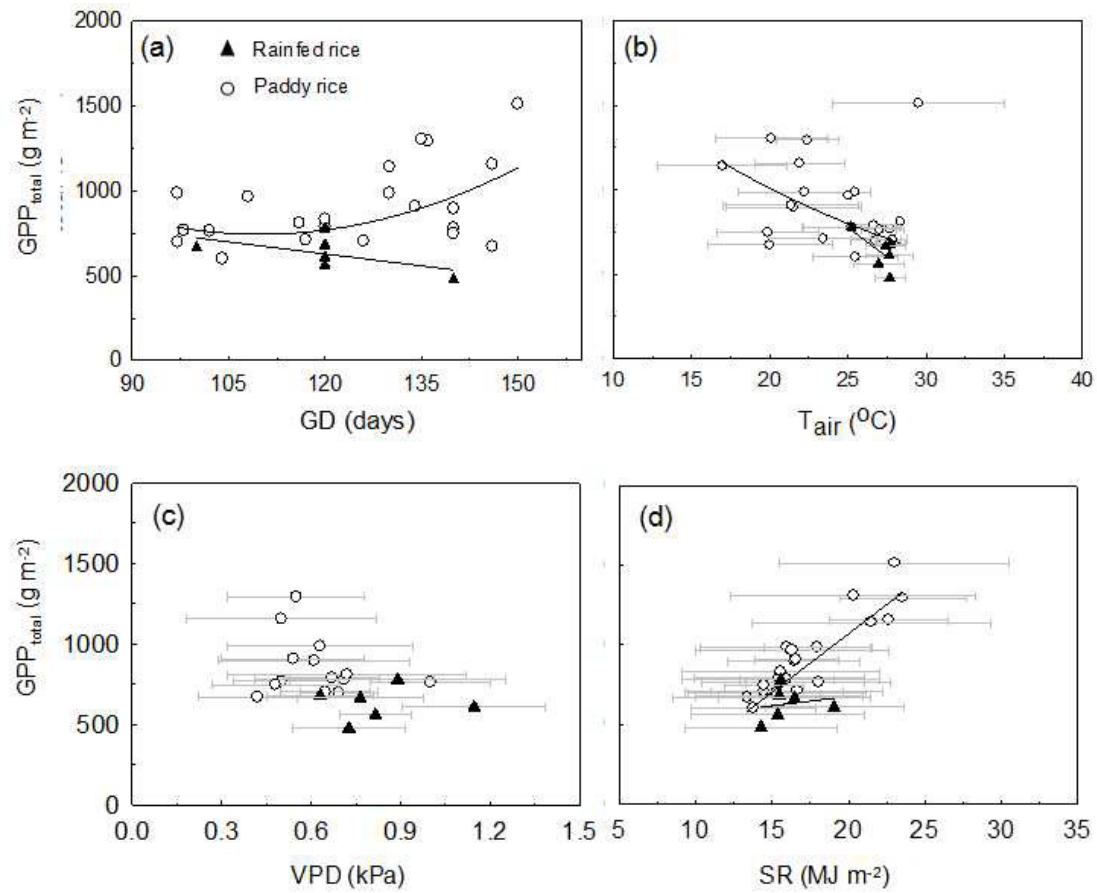 2000
1500
1000
500
0
GPPtotal (g m-2)
(a)
Rainfed rice
Paddy rice
90 105 120 135 150
GD (days)
(b)
10 15 20 25 30 35 40
Tair (OC)
2000
1500
1000
500
0
GPPtotal (g m-2)
(c)
0.0 0.3 0.6 0.9 1.2 1.5
VPD (kPa)
(d)
5 10 15 20 25 30 35
SR (MJ m-2)